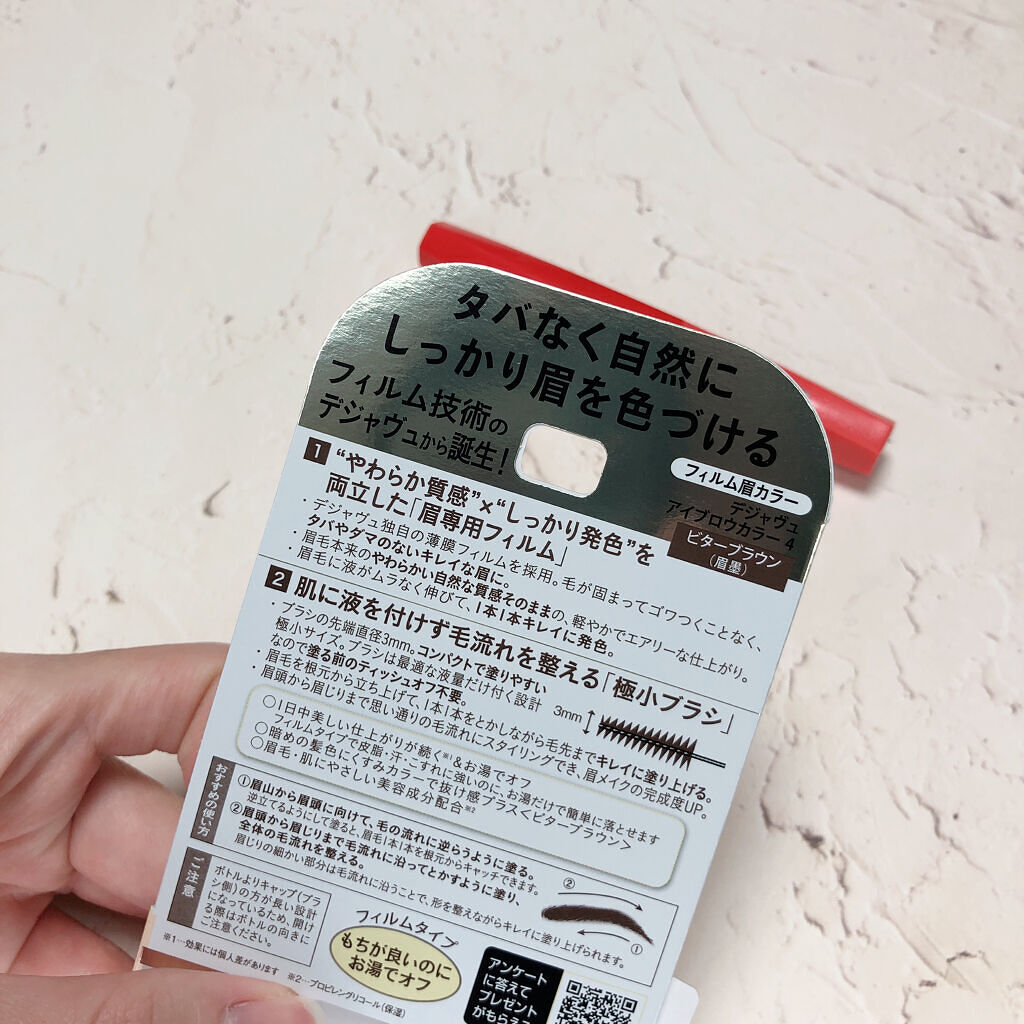 タバなく自然に
しっかり眉を色づける
フィルム技術の
デジャヴュから誕生!
フィルム眉カラー
デジャヴュ
アイブロウカラー 4
ビターブラウン
(眉墨)
1 “やわらか質感”×“しっかり発色”を
両立した「眉専用フィルム」
・デジャヴュ独自の薄膜フィルムを採用。毛が固まってゴワつくことなく、
タバやダマのないキレイな眉に。
・眉毛本来のやわらかい自然な質感そのままの、軽やかでエアリーな仕上がり。
・眉毛に液がムラなく伸びて、1本1本キレイに発色。
2 肌に液を付けず毛流れを整える「極小ブラシ」
・ブラシの先端直径3mm。コンパクトで塗りやすい
極小サイズ。ブラシは最適な液量だけ付く設計
なので塗る前のティッシュオフ不要。
・眉毛を根元から立ち上げて、1本1本をとかしながら毛先までキレイに塗り上げる。
・眉頭から眉じりまで思い通りの毛流れにスタイリングでき、眉メイクの完成度UP。
3mm
○1日中美しい仕上がりが続く※1&お湯でオフ
フィルムタイプで皮脂・汗・こすれに強いのに、お湯だけで簡単に落とせます
○暗めの髪色にくすみカラーで抜け感プラス<ビターブラウン>
○眉毛・肌にやさしい美容成分配合※2
おすすめの使い方
①眉山から眉頭に向けて、毛の流れに逆らうように塗る。
逆立てるようにして塗ると、眉毛1本1本を根元からキャッチできます。
②眉頭から眉じりまで毛流れに沿ってとかすように塗り、
全体の毛流れを整える。
眉じりの細かい部分は毛流れに沿うことで、形を整えながらキレイに塗り上げられます。
②
①
ご注意
ボトルよりキャップ(ブラ
シ側)の方が長い設計
になっているため、開け
る際はボトルの向きに
ご注意ください。
フィルムタイプ
もちが良いのに
お湯でオフ
アンケート
に答えて
プレゼント
がもらえる
※1…効果には個人差があります ※2…プロピレングリコール(保湿)